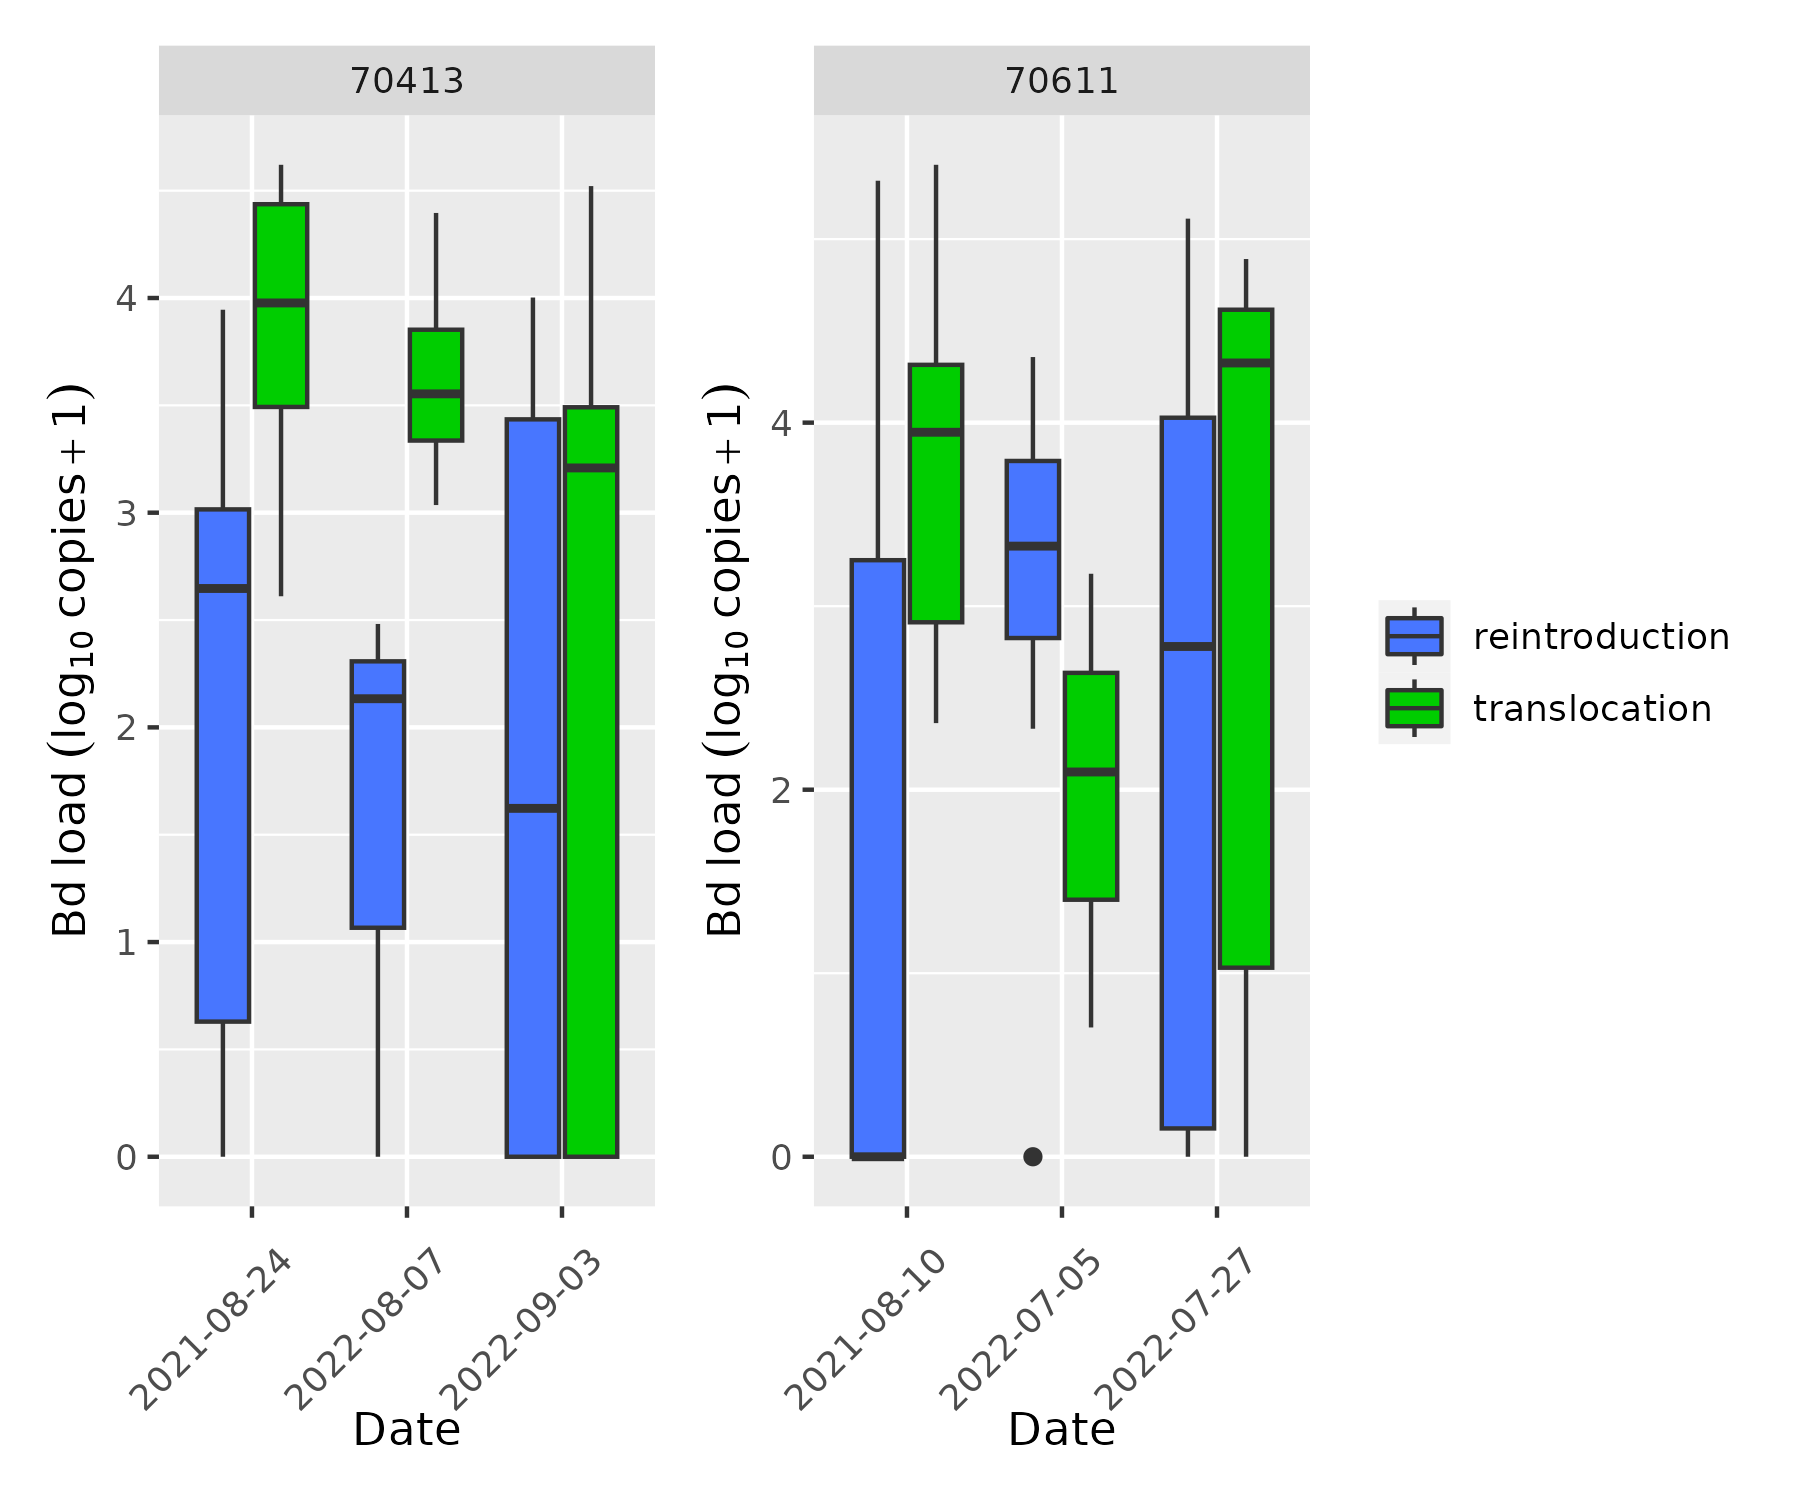 70413
70611
Bd load (log10 copies + 1)
4
3
2
1
0
2021-08-24
2022-08-07
2022-09-03
Date
Bd load (log10 copies + 1)
4
2
0
2021-08-10
2022-07-05
2022-07-27
Date
reintroduction
translocation